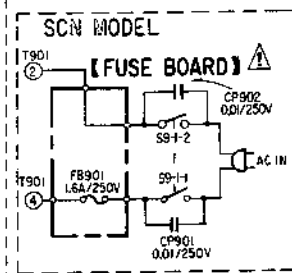 SCN MODEL
T901
2
【FUSE BOARD】
CP902
0.01/250V
S9-1-2
AC IN
T901
4
FB901
1.6A/250V
S9-1-1
CP901
0.01/250V